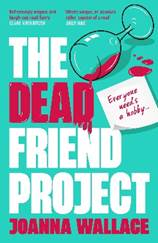 THE
DEAD
FRIEND
PROJECT
Everyone
needs a
hobby...
JOANNA WALLACE